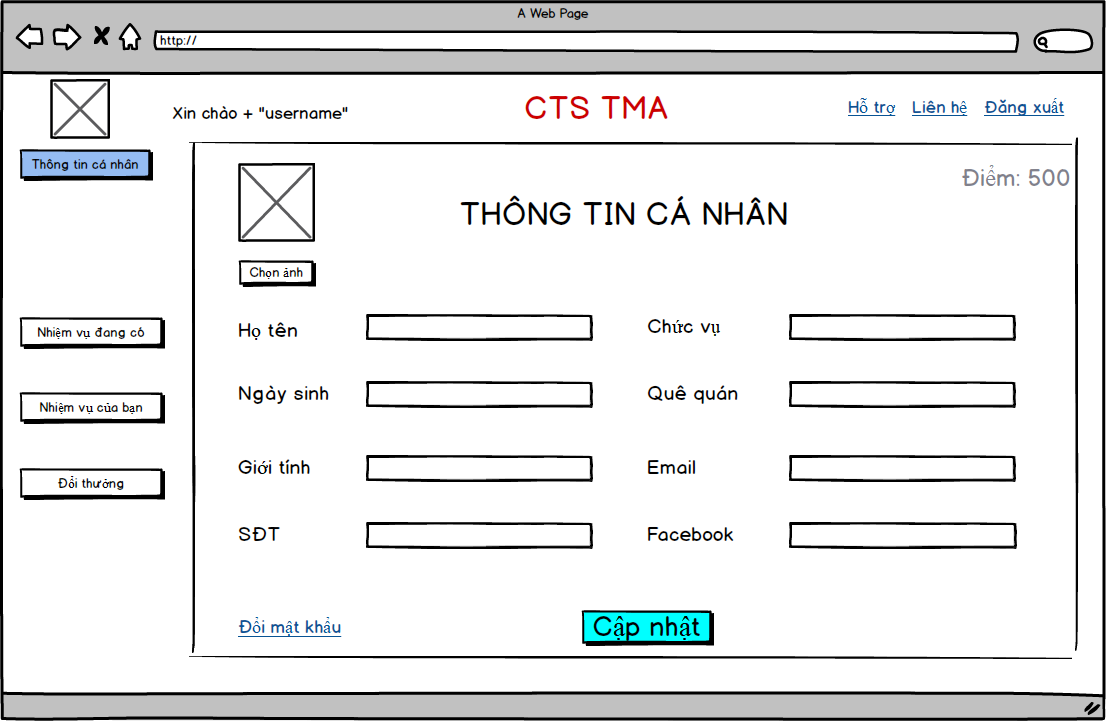 A Web Page
http://
Xin chào + "username"
CTS TMA
Hỗ trợ Liên hệ Đăng xuất
Thông tin cá nhân
Điểm: 500
THÔNG TIN CÁ NHÂN
Chọn ảnh
Nhiệm vụ đang có
Nhiệm vụ của bạn
Đổi thưởng
Họ tên
Chức vụ
Ngày sinh
Quê quán
Giới tính
Email
SĐT
Facebook
Đổi mật khẩu
Cập nhật